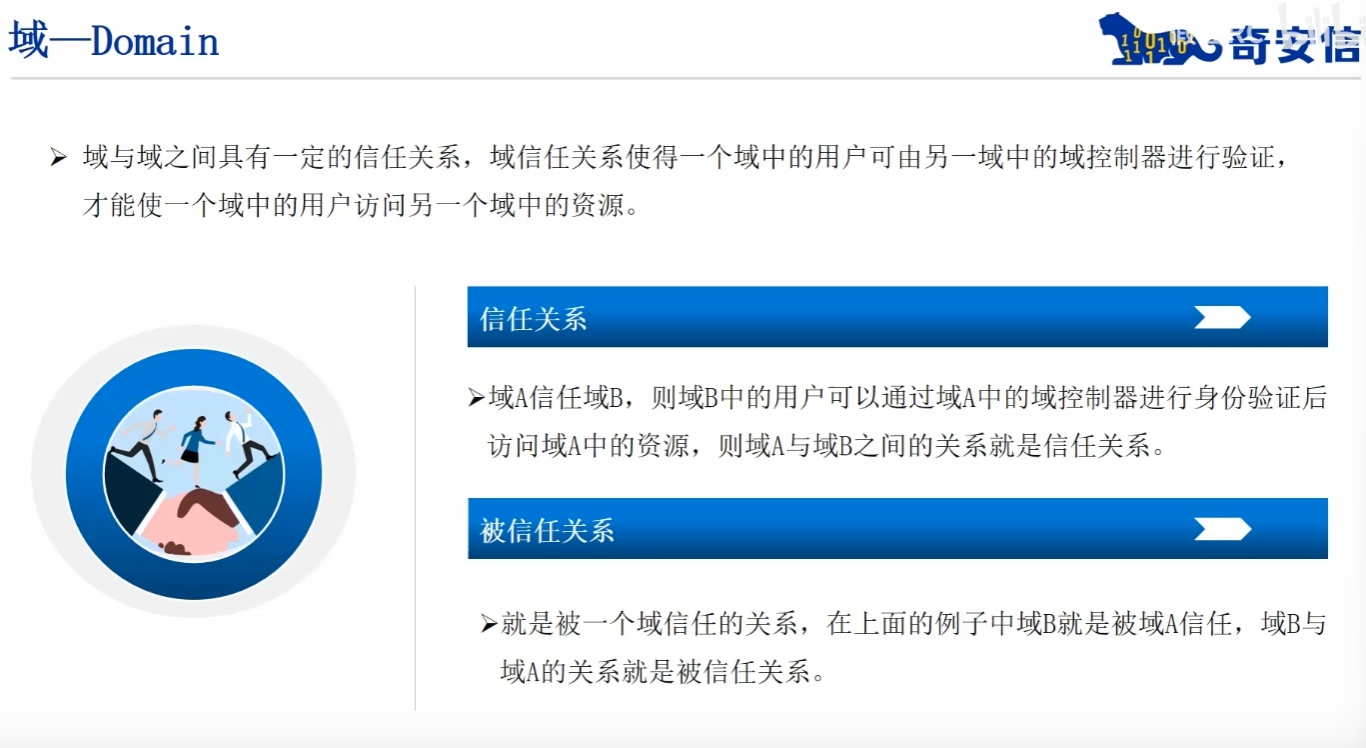 域—Domain
奇安信
➢ 域与域之间具有一定的信任关系，域信任关系使得一个域中的用户可由另一域中的域控制器进行验证，
才能使一个域中的用户访问另一个域中的资源。
信任关系
➢域A信任域B，则域B中的用户可以通过域A中的域控制器进行身份验证后
访问域A中的资源，则域A与域B之间的关系就是信任关系。
被信任关系
➢就是被一个域信任的关系，在上面的例子中域B就是被域A信任，域B与
域A的关系就是被信任关系。